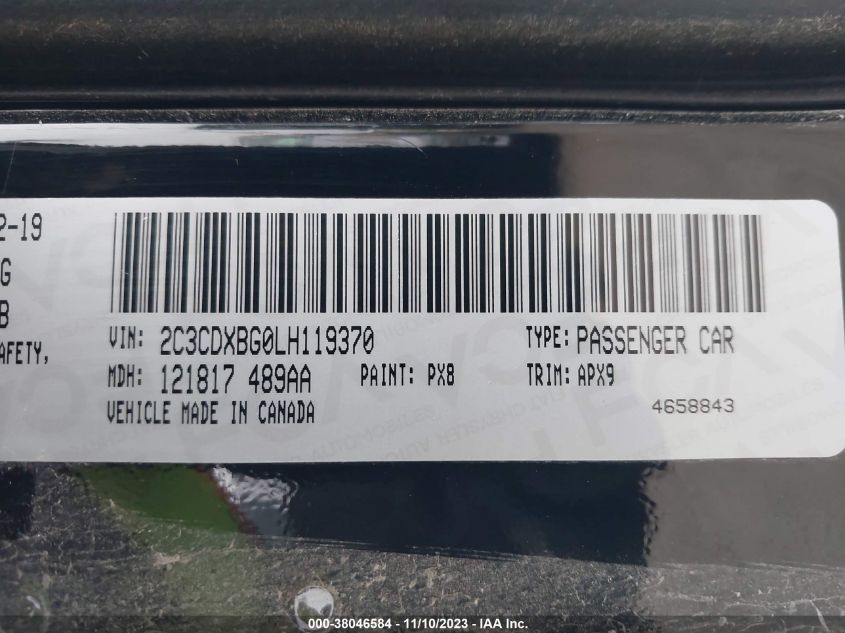 2-19
G
B
AFETY,
VIN: 2C3CDXBG0LH119370 TYPE: PASSENGER CAR
MDH: 121817 489AA PAINT: PX8 TRIM: APX9
VEHICLE MADE IN CANADA 4658843
000-38046584 - 11/10/2023 - IAA Inc.